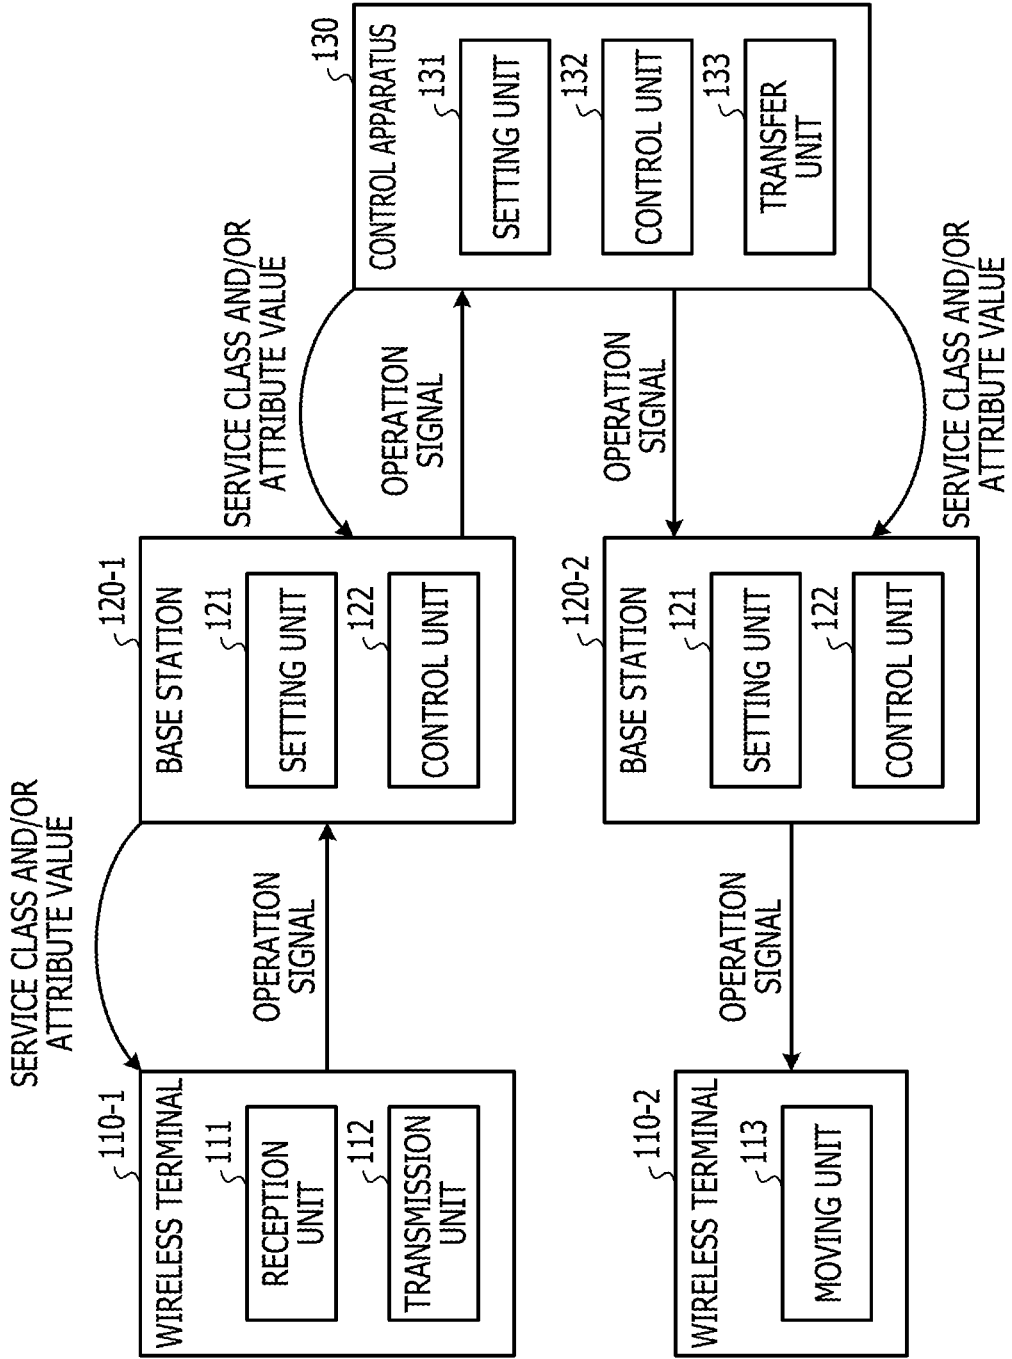 110-1
WIRELESS TERMINAL
111
RECEPTION
UNIT
112
TRANSMISSION
UNIT
SERVICE CLASS AND/OR
ATTRIBUTE VALUE
OPERATION
SIGNAL
120-1
BASE STATION
121
SETTING UNIT
122
CONTROL UNIT
SERVICE CLASS AND/OR
ATTRIBUTE VALUE
OPERATION
SIGNAL
130
CONTROL APPARATUS
131
SETTING UNIT
132
CONTROL UNIT
133
TRANSFER
UNIT
OPERATION
SIGNAL
SERVICE CLASS AND/OR
ATTRIBUTE VALUE
120-2
BASE STATION
121
SETTING UNIT
122
CONTROL UNIT
OPERATION
SIGNAL
110-2
WIRELESS TERMINAL
113
MOVING UNIT